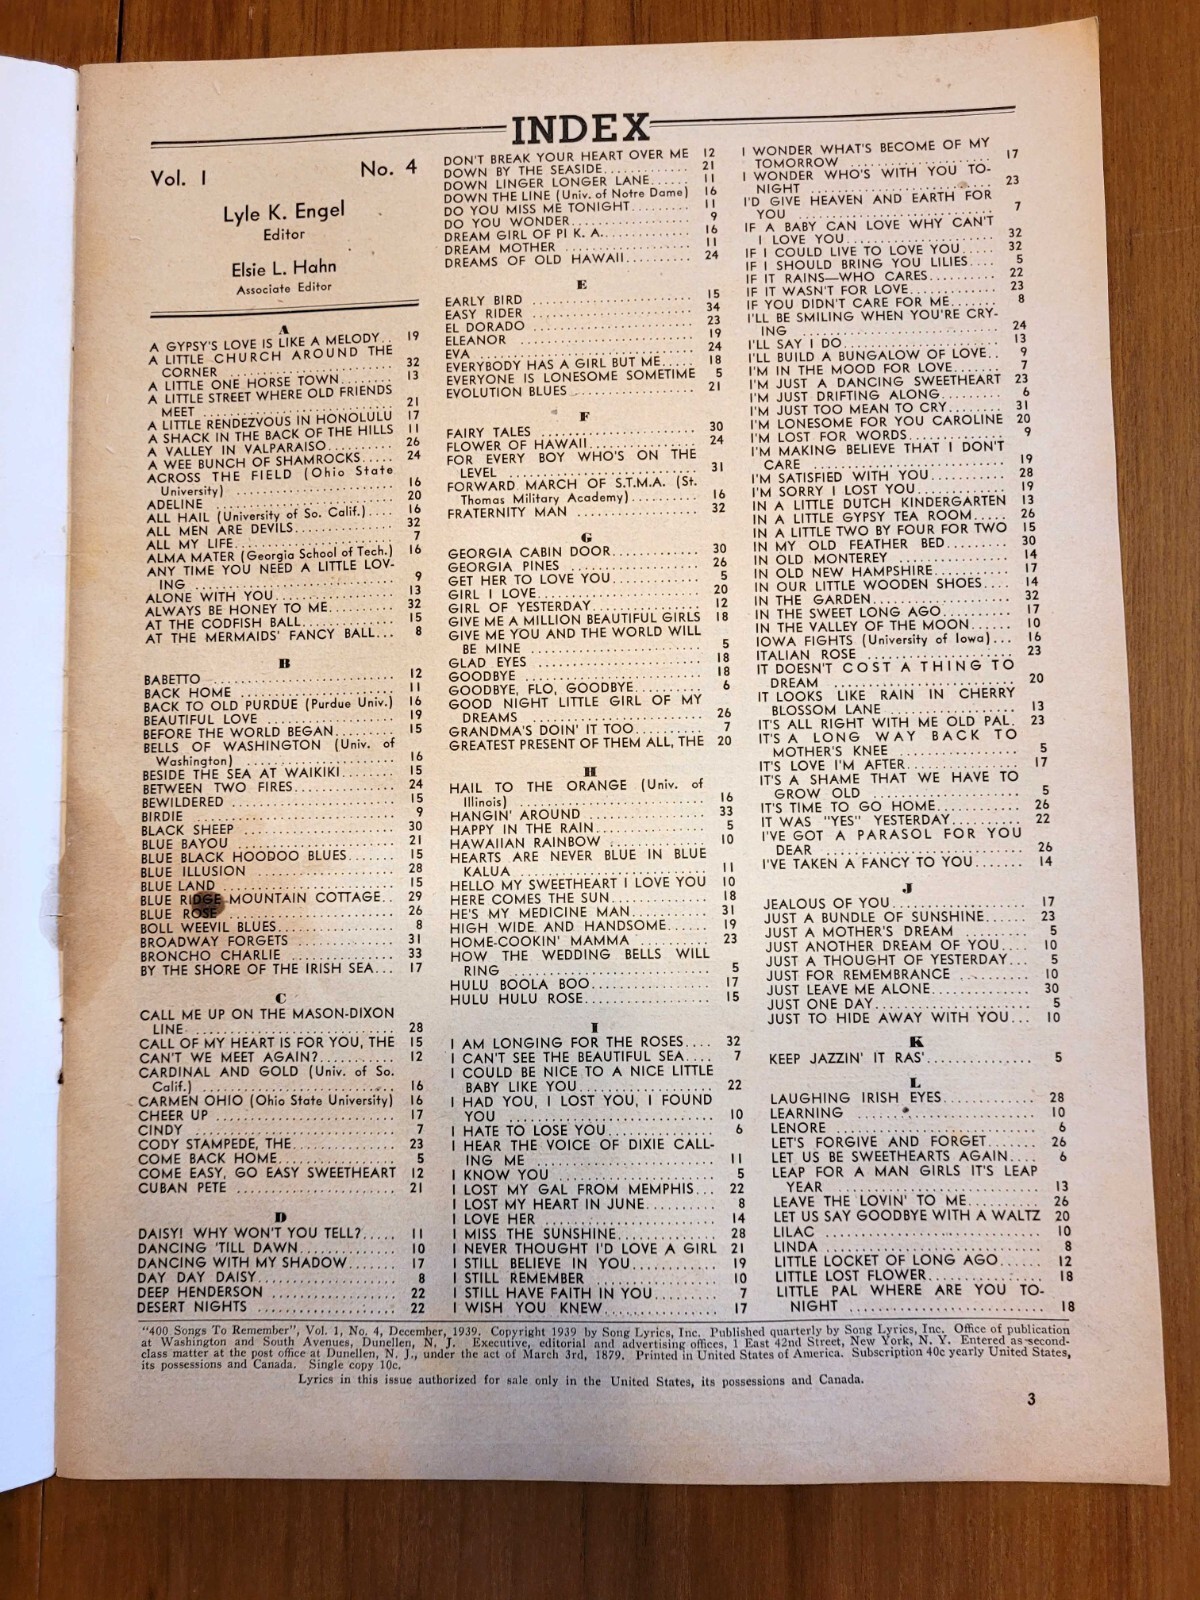 INDEX
Vol. I No. 4
Lyle K. Engel
Editor
Elsie L. Hahn
Associate Editor
A
A GYPSY'S LOVE IS LIKE A MELODY.. 19
A LITTLE CHURCH AROUND THE
CORNER .......................... 32
A LITTLE ONE HORSE TOWN........ 13
A LITTLE STREET WHERE OLD FRIENDS
MEET ............................ 21
A LITTLE RENDEZVOUS IN HONOLULU 17
A SHACK IN THE BACK OF THE HILLS 11
A VALLEY IN VALPARAISO........... 26
A WEE BUNCH OF SHAMROCKS..... 24
ACROSS THE FIELD (Ohio State
University) ........................ 16
ADELINE .......................... 20
ALL HAIL (University of So. Calif.).... 16
ALL MEN ARE DEVILS.............. 32
ALL MY LIFE...................... 7
ALMA MATER (Georgia School of Tech.) 16
ANY TIME YOU NEED A LITTLE LOV-
ING ............................ 9
ALONE WITH YOU................. 13
ALWAYS BE HONEY TO ME......... 32
AT THE CODFISH BALL............. 15
AT THE MERMAIDS' FANCY BALL... 8
B
BABETTO .......................... 12
BACK HOME ..................... 11
BACK TO OLD PURDUE (Purdue Univ.) 16
BEAUTIFUL LOVE .................. 19
BEFORE THE WORLD BEGAN........ 15
BELLS OF WASHINGTON (Univ. of
Washington) ...................... 16
BESIDE THE SEA AT WAIKIKI........ 15
BETWEEN TWO FIRES.............. 24
BEWILDERED ...................... 15
BIRDIE ........................... 9
BLACK SHEEP ..................... 30
BLUE BAYOU ..................... 21
BLUE BLACK HOODOO BLUES....... 15
BLUE ILLUSION .................... 28
BLUE LAND ...................... 15
BLUE RIDGE MOUNTAIN COTTAGE.. 29
BLUE ROSE ...................... 26
BOLL WEEVIL BLUES............... 8
BROADWAY FORGETS .............. 31
BRONCHO CHARLIE ............... 33
BY THE SHORE OF THE IRISH SEA... 17
C
CALL ME UP ON THE MASON-DIXON
LINE ........................... 28
CALL OF MY HEART IS FOR YOU, THE 15
CAN'T WE MEET AGAIN?........... 12
CARDINAL AND GOLD (Univ. of So.
Calif.) ............................ 16
CARMEN OHIO (Ohio State University) 16
CHEER UP ........................ 17
CINDY ........................... 7
CODY STAMPEDE, THE............. 23
COME BACK HOME............... 5
COME EASY, GO EASY SWEETHEART 12
CUBAN PETE ..................... 21
D
DAISY! WHY WON'T YOU TELL?..... 11
DANCING 'TILL DAWN............. 10
DANCING WITH MY SHADOW....... 17
DAY DAY DAISY................... 8
DEEP HENDERSON ................ 22
DESERT NIGHTS .................. 22
DON'T BREAK YOUR HEART OVER ME 12
DOWN BY THE SEASIDE............ 21
DOWN LINGER LONGER LANE...... 11
DOWN THE LINE (Univ. of Notre Dame) 16
DO YOU MISS ME TONIGHT........ 11
DO YOU WONDER................ 9
DREAM GIRL OF PI K. A............ 16
DREAM MOTHER .................. 11
DREAMS OF OLD HAWAII.......... 24
E
EARLY BIRD ...................... 15
EASY RIDER ...................... 34
EL DORADO ..................... 23
ELEANOR ........................ 19
EVA ............................. 24
EVERYBODY HAS A GIRL BUT ME..... 18
EVERYONE IS LONESOME SOMETIME 5
EVOLUTION BLUES ................ 21
F
FAIRY TALES ...................... 30
FLOWER OF HAWAII............... 24
FOR EVERY BOY WHO'S ON THE
LEVEL ........................... 31
FORWARD MARCH OF S.T.M.A. (St.
Thomas Military Academy)........... 16
FRATERNITY MAN ................. 32
G
GEORGIA CABIN DOOR............ 30
GEORGIA PINES .................. 26
GET HER TO LOVE YOU............ 5
GIRL I LOVE...................... 20
GIRL OF YESTERDAY .............. 12
GIVE ME A MILLION BEAUTIFUL GIRLS 18
GIVE ME YOU AND THE WORLD WILL
BE MINE ........................ 5
GLAD EYES ...................... 18
GOODBYE ....................... 18
GOODBYE, FLO, GOODBYE......... 6
GOOD NIGHT LITTLE GIRL OF MY
DREAMS ........................ 26
GRANDMA'S DOIN' IT TOO......... 7
GREATEST PRESENT OF THEM ALL, THE 20
H
HAIL TO THE ORANGE (Univ. of
Illinois) ........................... 16
HANGIN' AROUND ............... 33
HAPPY IN THE RAIN............... 5
HAWAIIAN RAINBOW ............. 10
HEARTS ARE NEVER BLUE IN BLUE
KALUA .......................... 11
HELLO MY SWEETHEART I LOVE YOU 10
HERE COMES THE SUN............. 18
HE'S MY MEDICINE MAN........... 31
HIGH WIDE AND HANDSOME...... 19
HOME-COOKIN' MAMMA .......... 23
HOW THE WEDDING BELLS WILL
RING ........................... 5
HULU BOOLA BOO................ 17
HULU HULU ROSE................. 15
I
I AM LONGING FOR THE ROSES.... 32
I CAN'T SEE THE BEAUTIFUL SEA.... 7
I COULD BE NICE TO A NICE LITTLE
BABY LIKE YOU................. 22
I HAD YOU, I LOST YOU, I FOUND
YOU ........................... 10
I HATE TO LOSE YOU.............. 6
I HEAR THE VOICE OF DIXIE CALL-
ING ME ........................ 11
I KNOW YOU .................... 5
I LOST MY GAL FROM MEMPHIS... 22
I LOST MY HEART IN JUNE......... 8
I LOVE HER ...................... 14
I MISS THE SUNSHINE.............. 28
I NEVER THOUGHT I'D LOVE A GIRL 21
I STILL BELIEVE IN YOU............ 19
I STILL REMEMBER ................. 10
I STILL HAVE FAITH IN YOU......... 7
I WISH YOU KNEW............... 17
I WONDER WHAT'S BECOME OF MY
TOMORROW .................... 17
I WONDER WHO'S WITH YOU TO-
NIGHT ......................... 23
I'D GIVE HEAVEN AND EARTH FOR
YOU ........................... 7
IF A BABY CAN LOVE WHY CAN'T
I LOVE YOU..................... 32
IF I COULD LIVE TO LOVE YOU..... 32
IF I SHOULD BRING YOU LILIES.... 5
IF IT RAINS—WHO CARES.......... 22
IF IT WASN'T FOR LOVE........... 23
IF YOU DIDN'T CARE FOR ME....... 8
I'LL BE SMILING WHEN YOU'RE CRY-
ING ........................... 24
I'LL SAY I DO..................... 13
I'LL BUILD A BUNGALOW OF LOVE.. 9
I'M IN THE MOOD FOR LOVE....... 7
I'M JUST A DANCING SWEETHEART 23
I'M JUST DRIFTING ALONG......... 6
I'M JUST TOO MEAN TO CRY....... 31
I'M LONESOME FOR YOU CAROLINE 20
I'M LOST FOR WORDS............. 9
I'M MAKING BELIEVE THAT I DON'T
CARE .......................... 19
I'M SATISFIED WITH YOU.......... 28
I'M SORRY I LOST YOU............ 19
IN A LITTLE DUTCH KINDERGARTEN 13
IN A LITTLE GYPSY TEA ROOM..... 26
IN A LITTLE TWO BY FOUR FOR TWO 15
IN MY OLD FEATHER BED......... 30
IN OLD MONTEREY ............... 14
IN OLD NEW HAMPSHIRE.......... 17
IN OUR LITTLE WOODEN SHOES.... 14
IN THE GARDEN................... 32
IN THE SWEET LONG AGO......... 17
IN THE VALLEY OF THE MOON..... 10
IOWA FIGHTS (University of Iowa)... 16
ITALIAN ROSE .................... 23
IT DOESN'T COST A THING TO
DREAM ........................ 20
IT LOOKS LIKE RAIN IN CHERRY
BLOSSOM LANE ................. 13
IT'S ALL RIGHT WITH ME OLD PAL. 23
IT'S A LONG WAY BACK TO
MOTHER'S KNEE ................ 5
IT'S LOVE I'M AFTER............... 17
IT'S A SHAME THAT WE HAVE TO
GROW OLD .................... 5
IT'S TIME TO GO HOME........... 26
IT WAS "YES" YESTERDAY.......... 22
I'VE GOT A PARASOL FOR YOU
DEAR .......................... 26
I'VE TAKEN A FANCY TO YOU....... 14
J
JEALOUS OF YOU................. 17
JUST A BUNDLE OF SUNSHINE...... 23
JUST A MOTHER'S DREAM ......... 5
JUST ANOTHER DREAM OF YOU.... 10
JUST A THOUGHT OF YESTERDAY... 5
JUST FOR REMEMBRANCE .......... 10
JUST LEAVE ME ALONE............. 30
JUST ONE DAY.................... 5
JUST TO HIDE AWAY WITH YOU... 10
K
KEEP JAZZIN' IT RAS'.............. 5
L
LAUGHING IRISH EYES............. 28
LEARNING ....................... 10
LENORE ......................... 6
LET'S FORGIVE AND FORGET....... 26
LET US BE SWEETHEARTS AGAIN.... 6
LEAP FOR A MAN GIRLS IT'S LEAP
YEAR .......................... 13
LEAVE THE LOVIN' TO ME.......... 26
LET US SAY GOODBYE WITH A WALTZ 20
LILAC ........................... 10
LINDA .......................... 8
LITTLE LOCKET OF LONG AGO..... 12
LITTLE LOST FLOWER.............. 18
LITTLE PAL WHERE ARE YOU TO-
NIGHT ........................ 18
"400 Songs To Remember", Vol. 1, No. 4, December, 1939. Copyright 1939 by Song Lyrics, Inc. Published quarterly by Song Lyrics, Inc. Office of publication
at Washington and South Avenues, Dunellen, N. J. Executive, editorial and advertising offices, 1 East 42nd Street, New York, N. Y. Entered as second-
class matter at the post office at Dunellen, N. J., under the act of March 3rd, 1879. Printed in United States of America. Subscription 40c yearly United States,
its possessions and Canada. Single copy 10c.
Lyrics in this issue authorized for sale only in the United States, its possessions and Canada.
3